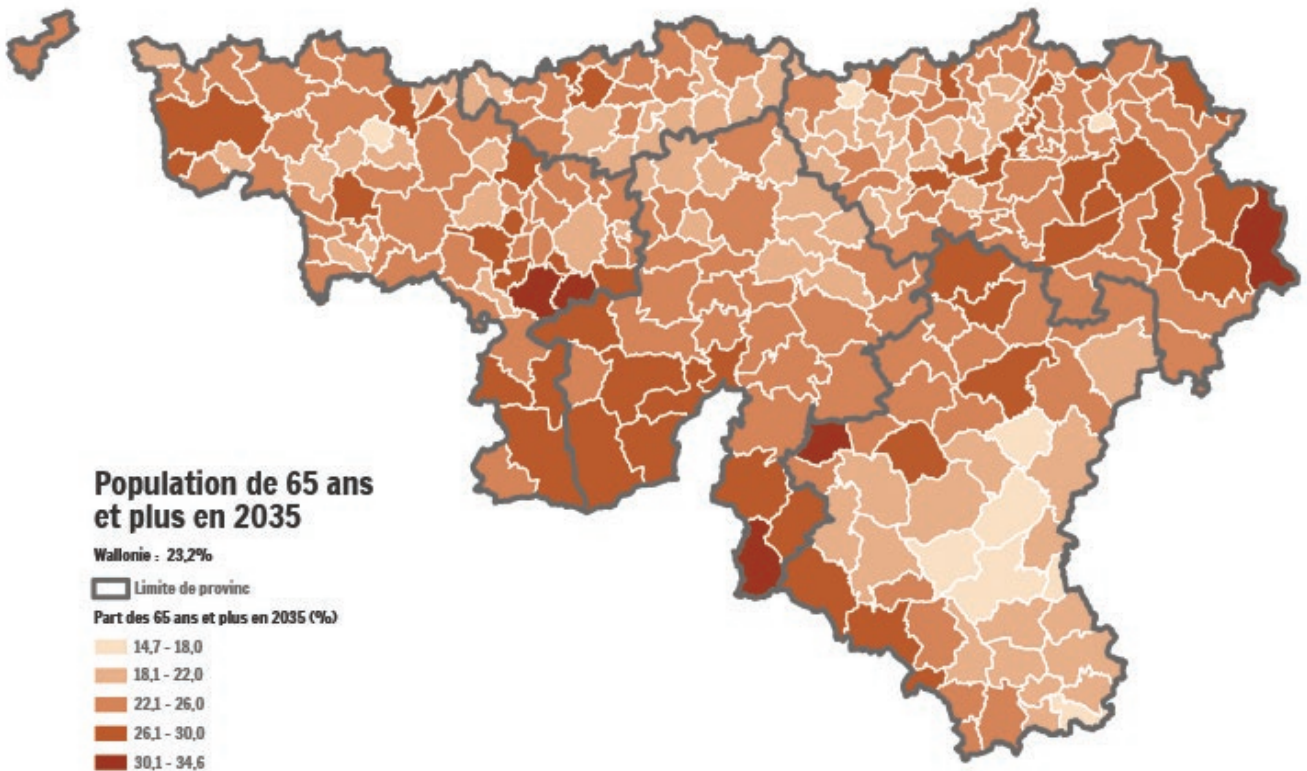 Population de 65 ans
et plus en 2035
Wallonie : 23,2%
Limite de provinc
Part des 65 ans et plus en 2035 (%)
14,7 - 18,0
18,1 - 22,0
22,1 - 26,0
26,1 - 30,0
30,1 - 34,6